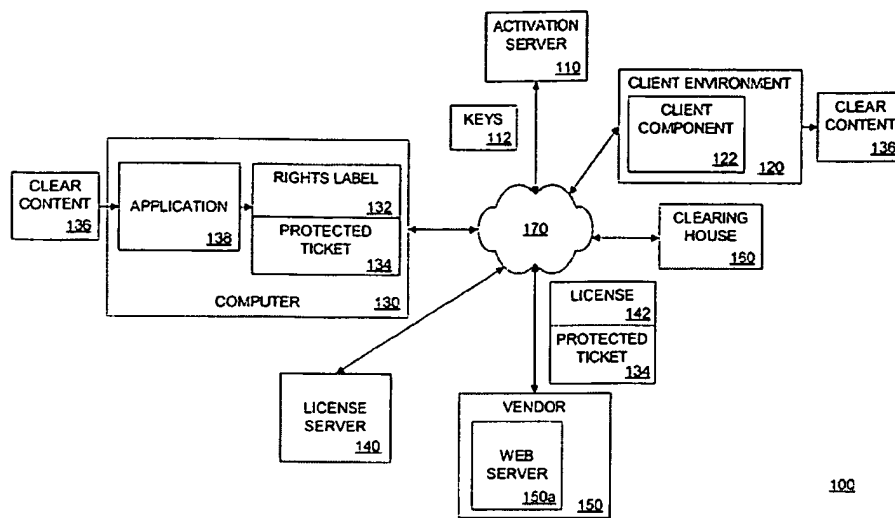 ACTIVATION
SERVER
110
CLIENT ENVIRONMENT
CLIENT
COMPONENT
122
120
CLEAR
CONTENT
136
KEYS
112
CLEAR
CONTENT
136
APPLICATION
138
RIGHTS LABEL
132
PROTECTED
TICKET
134
COMPUTER
130
170
CLEARING
HOUSE
160
LICENSE
142
PROTECTED
TICKET
134
LICENSE
SERVER
140
VENDOR
WEB
SERVER
150a
150
100